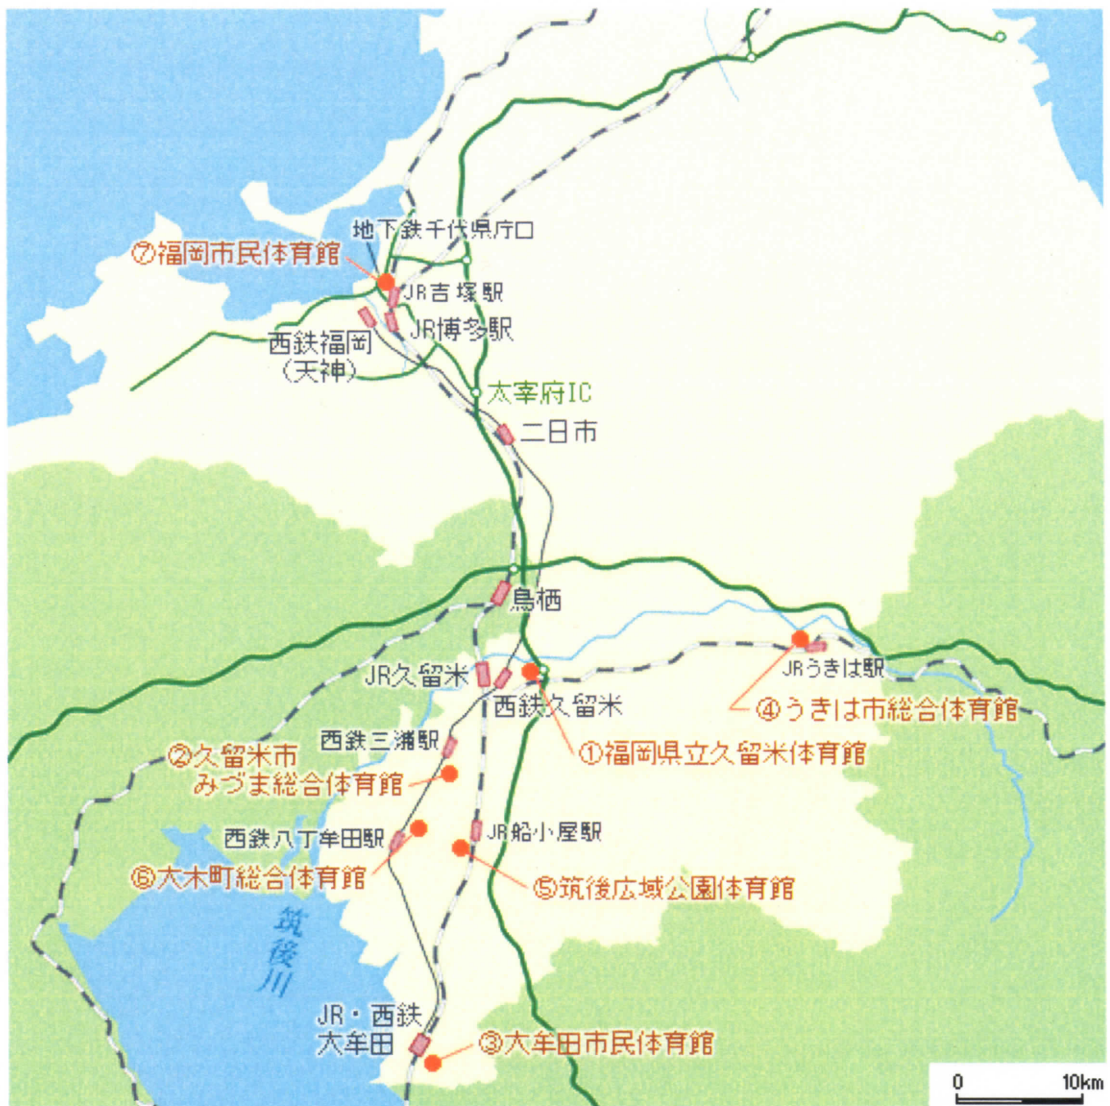 地下鉄千代県庁口
⑦福岡市民体育館
JR吉塚駅
JR博多駅
西鉄福岡
（天神）
太宰府IC
二日市
鳥栖
JR久留米
西鉄久留米
JRうきは駅
④うきは市総合体育館
西鉄三潴駅
①福岡県立久留米体育館
②久留米市
みづま総合体育館
西鉄八丁牟田駅
JR船小屋駅
⑥大木町総合体育館
⑤筑後広域公園体育館
筑後川
JR・西鉄
大牟田
③大牟田市民体育館
0 10km